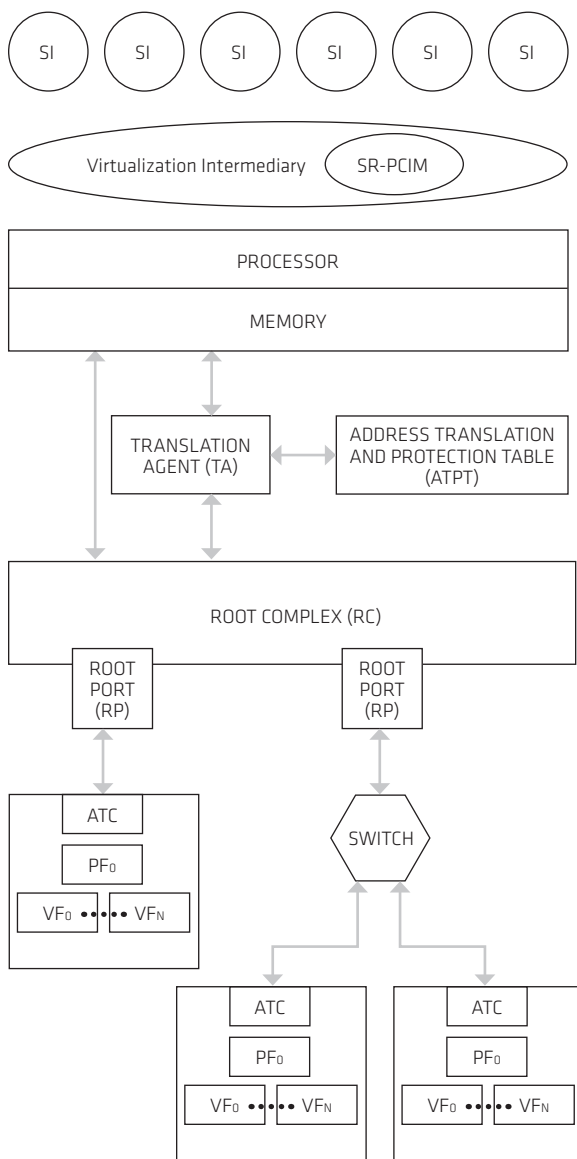 SI SI SI SI SI SI
Virtualization Intermediary SR-PCIM
PROCESSOR
MEMORY
TRANSLATION
AGENT (TA)
ADDRESS TRANSLATION
AND PROTECTION TABLE
(ATPT)
ROOT COMPLEX (RC)
ROOT
PORT
(RP)
ROOT
PORT
(RP)
ATC
PF0
VF0 ••••• VFN
SWITCH
ATC
PF0
VF0 ••••• VFN
ATC
PF0
VF0 ••••• VFN